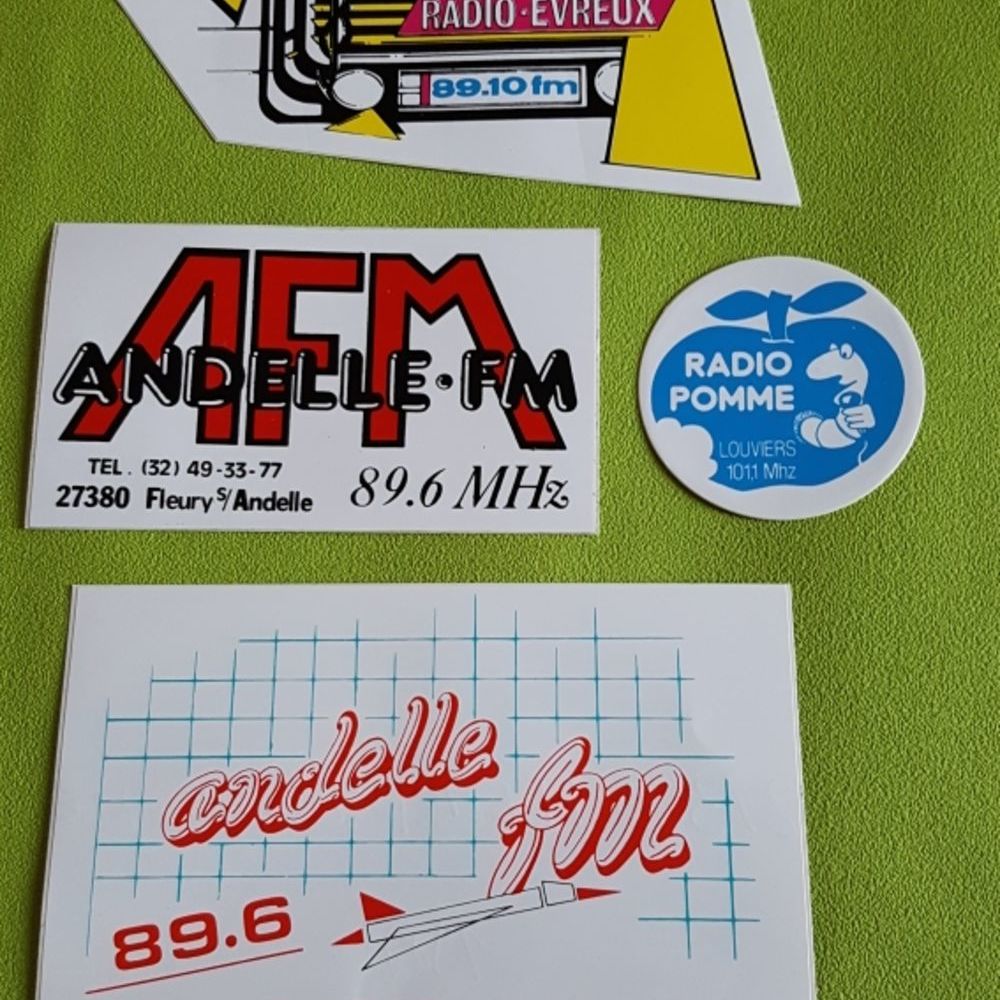 RADIO·EVREUX
89.10 fm
AFM
ANDELLE·FM
TEL. (32) 49-33-77
27380 Fleury S/Andelle
89.6 MHz
RADIO
POMME
LOUVIERS
101,1 Mhz
andelle
fm
89.6